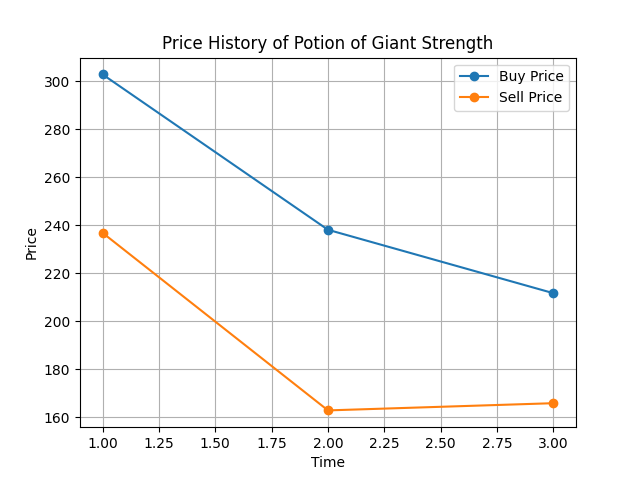 Price History of Potion of Giant Strength
Buy Price
Sell Price
Price
300
280
260
240
220
200
180
160
1.00 1.25 1.50 1.75 2.00 2.25 2.50 2.75 3.00
Time